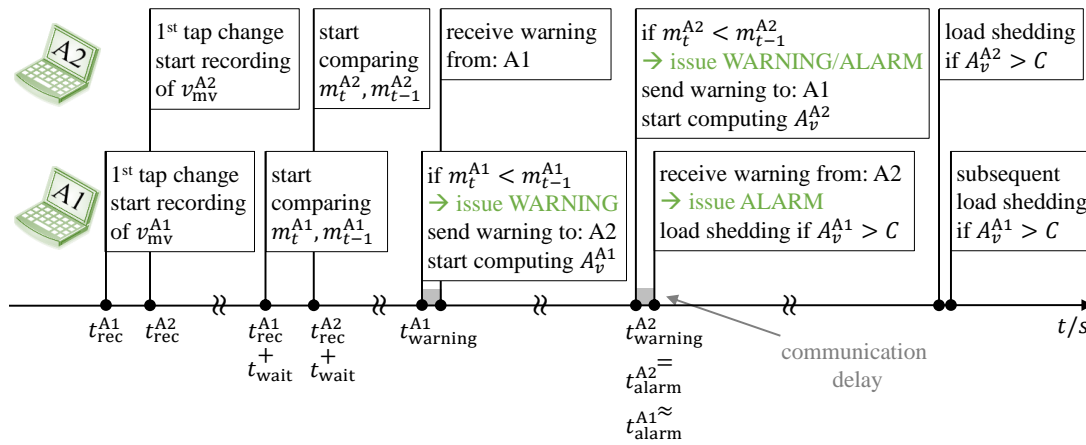 A2
1st tap change
start recording
of v_mv^A2
start
comparing
m_t^A2, m_{t-1}^A2
receive warning
from: A1
if m_t^A2 < m_{t-1}^A2
→ issue WARNING/ALARM
send warning to: A1
start computing A_v^A2
load shedding
if A_v^A2 > C
A1
1st tap change
start recording
of v_mv^A1
start
comparing
m_t^A1, m_{t-1}^A1
if m_t^A1 < m_{t-1}^A1
→ issue WARNING
send warning to: A2
start computing A_v^A1
receive warning from: A2
→ issue ALARM
load shedding if A_v^A1 > C
subsequent
load shedding
if A_v^A1 > C
t_rec^A1
t_rec^A2
t_rec^A1
+
t_wait
t_rec^A2
+
t_wait
t_warning^A1
t_warning^A2
=
t_alarm^A2
≈
t_alarm^A1
communication
delay
t/s